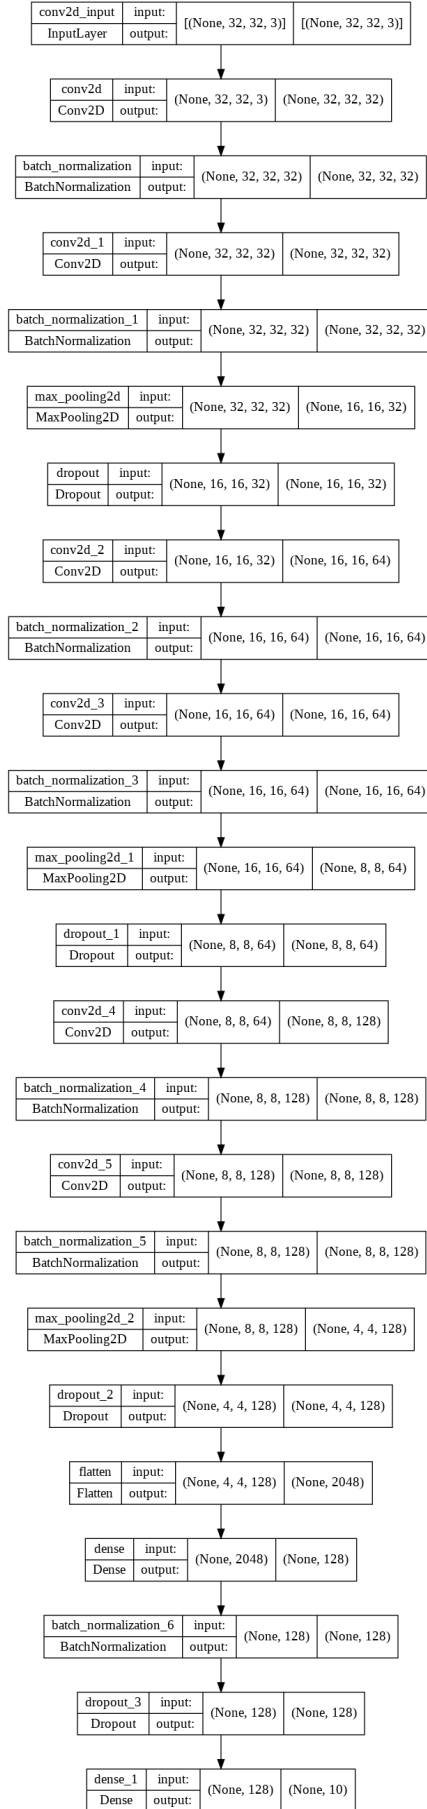 conv2d_input input: [(None, 32, 32, 3)] [(None, 32, 32, 3)]
InputLayer output:
conv2d input: (None, 32, 32, 3) (None, 32, 32, 32)
Conv2D output:
batch_normalization input: (None, 32, 32, 32) (None, 32, 32, 32)
BatchNormalization output:
conv2d_1 input: (None, 32, 32, 32) (None, 32, 32, 32)
Conv2D output:
batch_normalization_1 input: (None, 32, 32, 32) (None, 32, 32, 32)
BatchNormalization output:
max_pooling2d input: (None, 32, 32, 32) (None, 16, 16, 32)
MaxPooling2D output:
dropout input: (None, 16, 16, 32) (None, 16, 16, 32)
Dropout output:
conv2d_2 input: (None, 16, 16, 32) (None, 16, 16, 64)
Conv2D output:
batch_normalization_2 input: (None, 16, 16, 64) (None, 16, 16, 64)
BatchNormalization output:
conv2d_3 input: (None, 16, 16, 64) (None, 16, 16, 64)
Conv2D output:
batch_normalization_3 input: (None, 16, 16, 64) (None, 16, 16, 64)
BatchNormalization output:
max_pooling2d_1 input: (None, 16, 16, 64) (None, 8, 8, 64)
MaxPooling2D output:
dropout_1 input: (None, 8, 8, 64) (None, 8, 8, 64)
Dropout output:
conv2d_4 input: (None, 8, 8, 64) (None, 8, 8, 128)
Conv2D output:
batch_normalization_4 input: (None, 8, 8, 128) (None, 8, 8, 128)
BatchNormalization output:
conv2d_5 input: (None, 8, 8, 128) (None, 8, 8, 128)
Conv2D output:
batch_normalization_5 input: (None, 8, 8, 128) (None, 8, 8, 128)
BatchNormalization output:
max_pooling2d_2 input: (None, 8, 8, 128) (None, 4, 4, 128)
MaxPooling2D output:
dropout_2 input: (None, 4, 4, 128) (None, 4, 4, 128)
Dropout output:
flatten input: (None, 4, 4, 128) (None, 2048)
Flatten output:
dense input: (None, 2048) (None, 128)
Dense output:
batch_normalization_6 input: (None, 128) (None, 128)
BatchNormalization output:
dropout_3 input: (None, 128) (None, 128)
Dropout output:
dense_1 input: (None, 128) (None, 10)
Dense output: